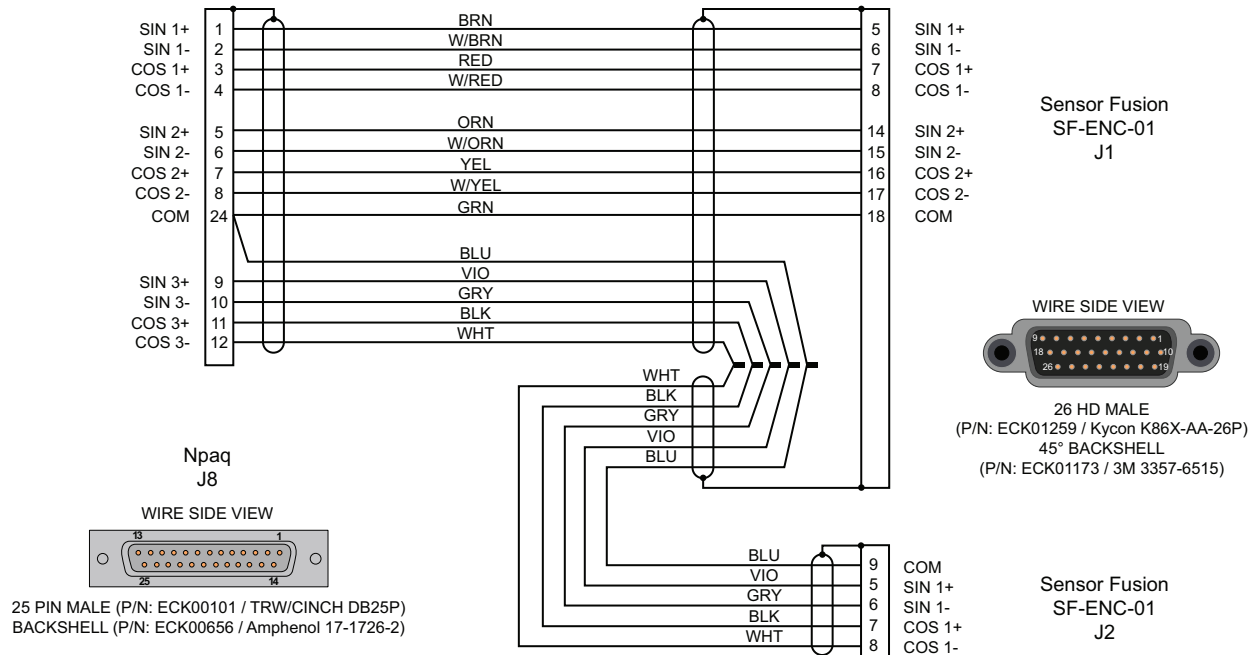 SIN 1+ 1 BRN 5 SIN 1+
SIN 1- 2 W/BRN 6 SIN 1-
COS 1+ 3 RED 7 COS 1+
COS 1- 4 W/RED 8 COS 1-
SIN 2+ 5 ORN 14 SIN 2+
SIN 2- 6 W/ORN 15 SIN 2-
COS 2+ 7 YEL 16 COS 2+
COS 2- 8 W/YEL 17 COS 2-
COM 24 GRN 18 COM
BLU
SIN 3+ 9 VIO
SIN 3- 10 GRY
COS 3+ 11 BLK
COS 3- 12 WHT
Sensor Fusion
SF-ENC-01
J1
WHT
BLK
GRY
VIO
BLU
WIRE SIDE VIEW
9 1
18 10
26 19
26 HD MALE
(P/N: ECK01259 / Kycon K86X-AA-26P)
45° BACKSHELL
(P/N: ECK01173 / 3M 3357-6515)
Npaq
J8
WIRE SIDE VIEW
13 1
25 14
25 PIN MALE (P/N: ECK00101 / TRW/CINCH DB25P)
BACKSHELL (P/N: ECK00656 / Amphenol 17-1726-2)
BLU 9 COM
VIO 5 SIN 1+
GRY 6 SIN 1-
BLK 7 COS 1+
WHT 8 COS 1-
Sensor Fusion
SF-ENC-01
J2